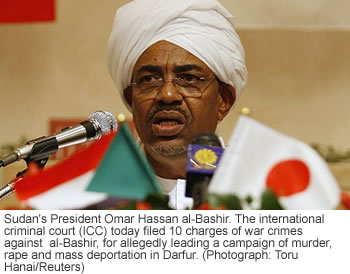 Sudan's President Omar Hassan al-Bashir. The international
criminal court (ICC) today filed 10 charges of war crimes
against  al-Bashir, for allegedly leading a campaign of murder,
rape and mass deportation in Darfur. (Photograph: Toru
Hanai/Reuters)